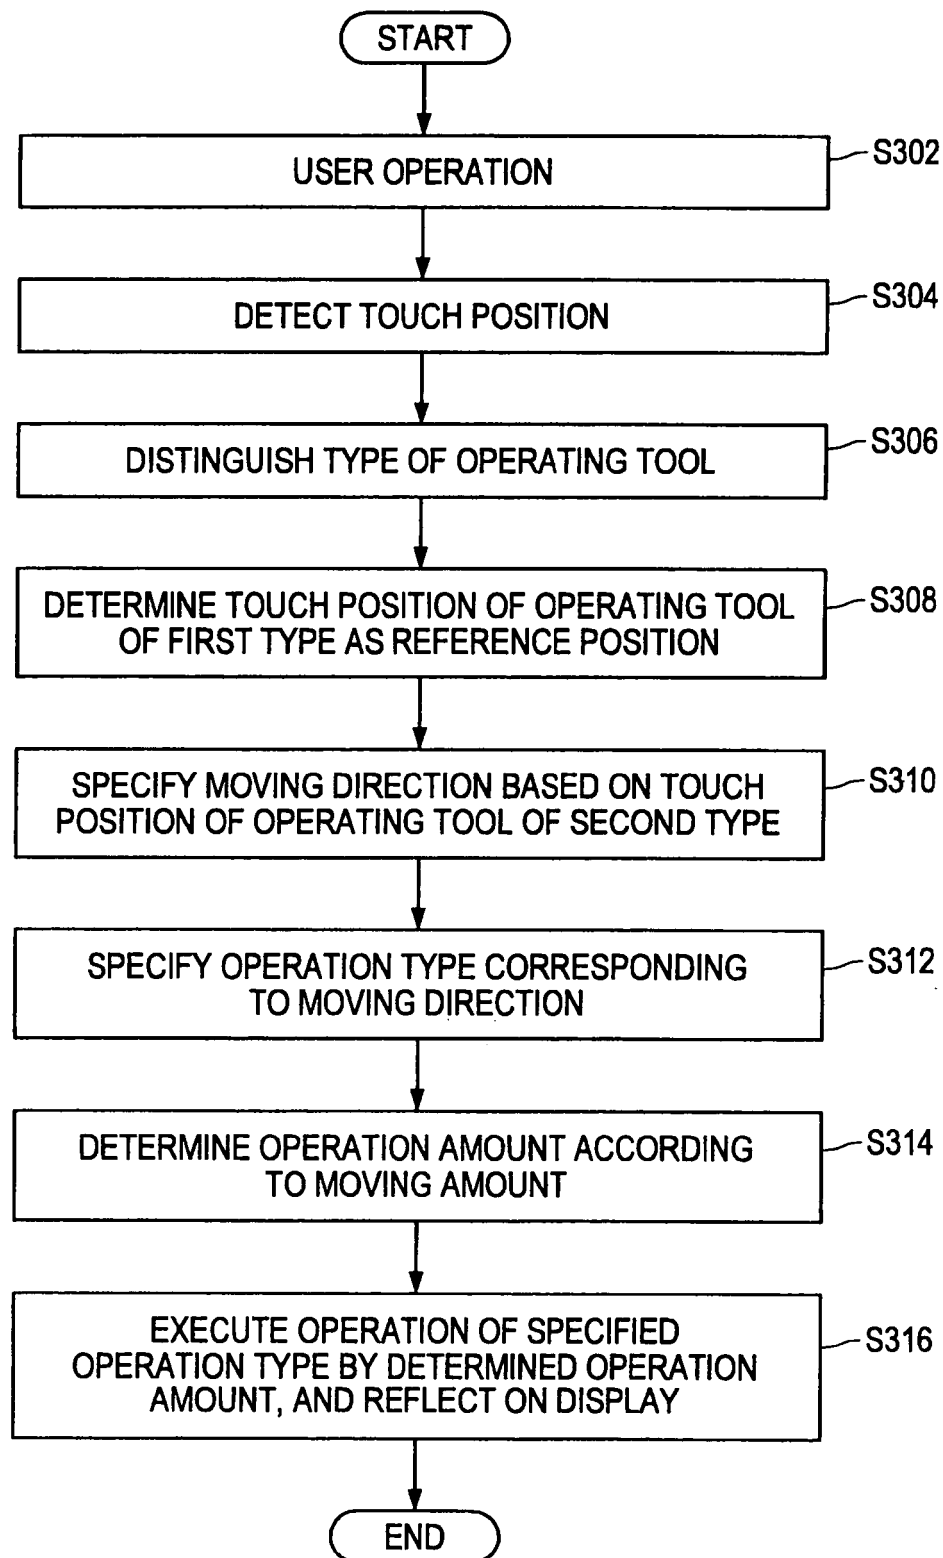 START
USER OPERATION
S302
DETECT TOUCH POSITION
S304
DISTINGUISH TYPE OF OPERATING TOOL
S306
DETERMINE TOUCH POSITION OF OPERATING TOOL
OF FIRST TYPE AS REFERENCE POSITION
S308
SPECIFY MOVING DIRECTION BASED ON TOUCH
POSITION OF OPERATING TOOL OF SECOND TYPE
S310
SPECIFY OPERATION TYPE CORRESPONDING
TO MOVING DIRECTION
S312
DETERMINE OPERATION AMOUNT ACCORDING
TO MOVING AMOUNT
S314
EXECUTE OPERATION OF SPECIFIED
OPERATION TYPE BY DETERMINED OPERATION
AMOUNT, AND REFLECT ON DISPLAY
S316
END